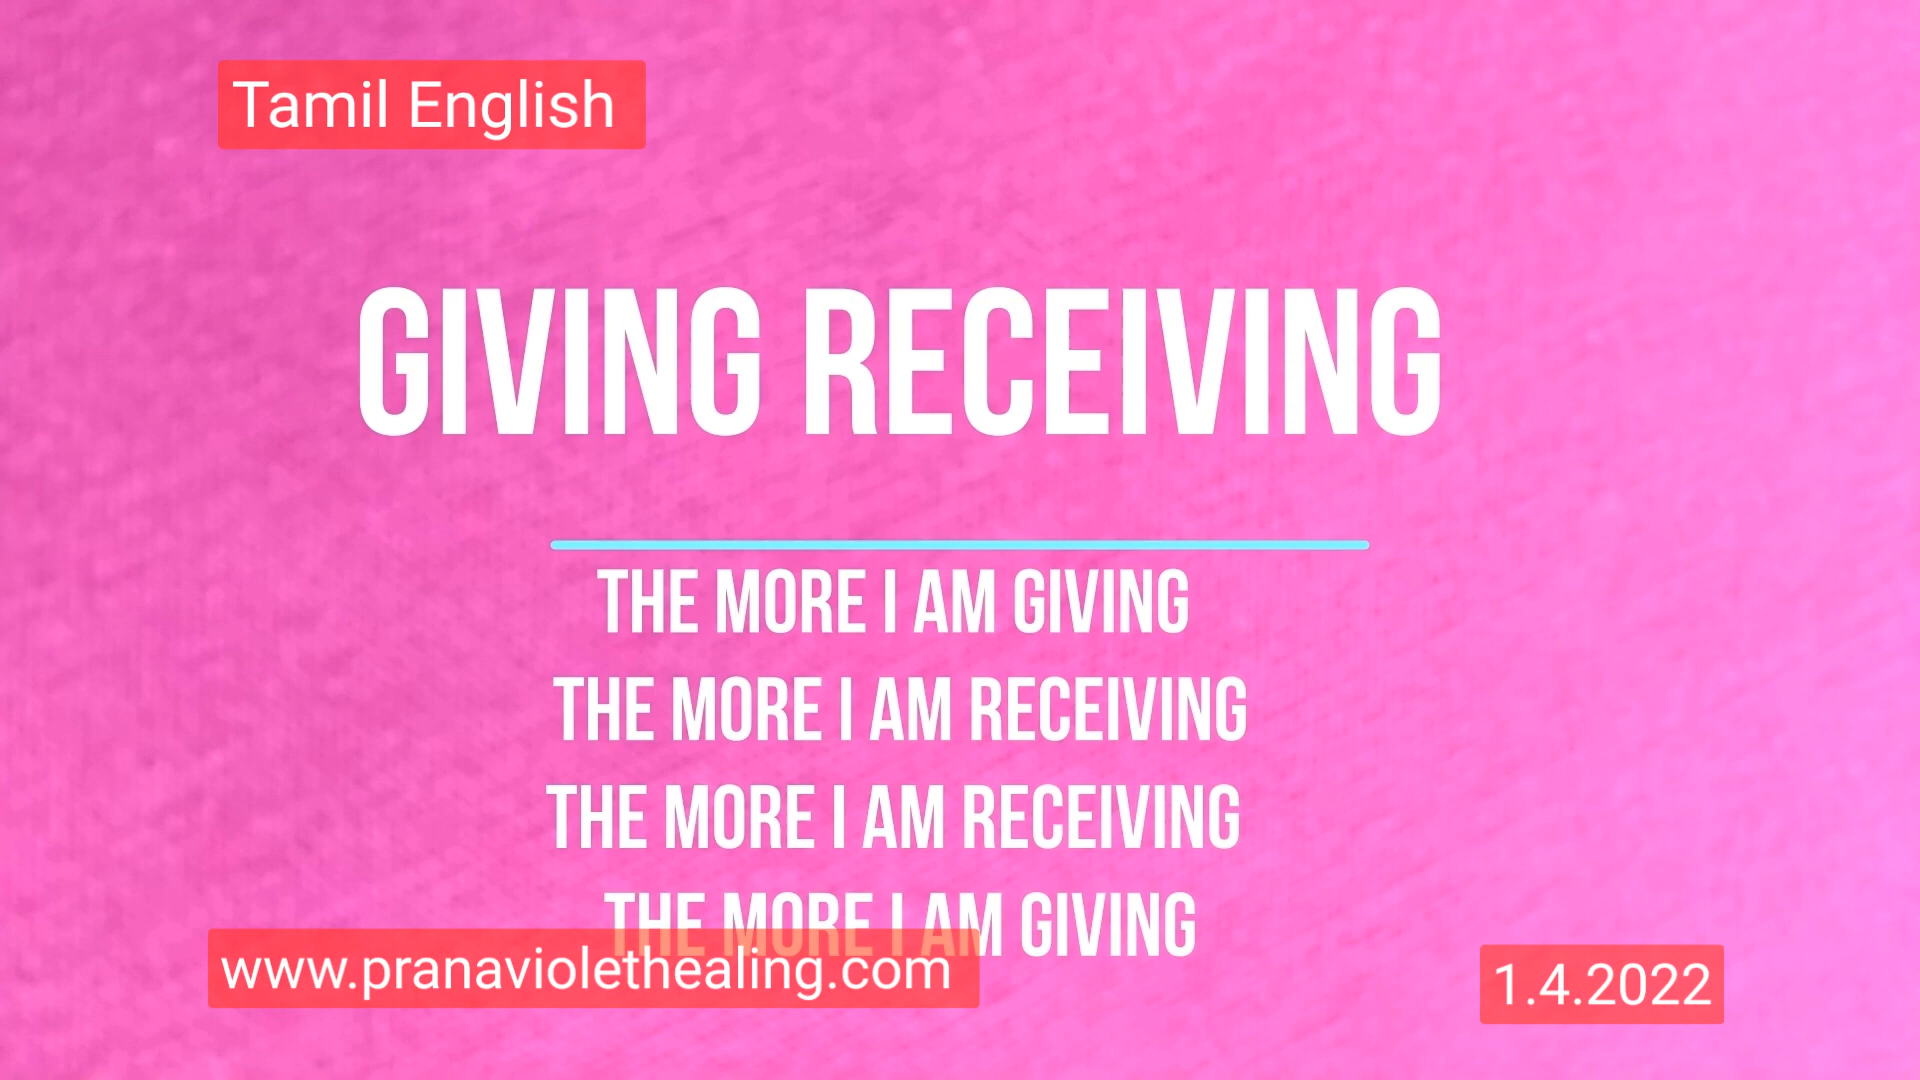 Tamil English
GIVING RECEIVING
THE MORE I AM GIVING
THE MORE I AM RECEIVING
THE MORE I AM RECEIVING
THE MORE I AM GIVING
www.pranaviolethealing.com
1.4.2022